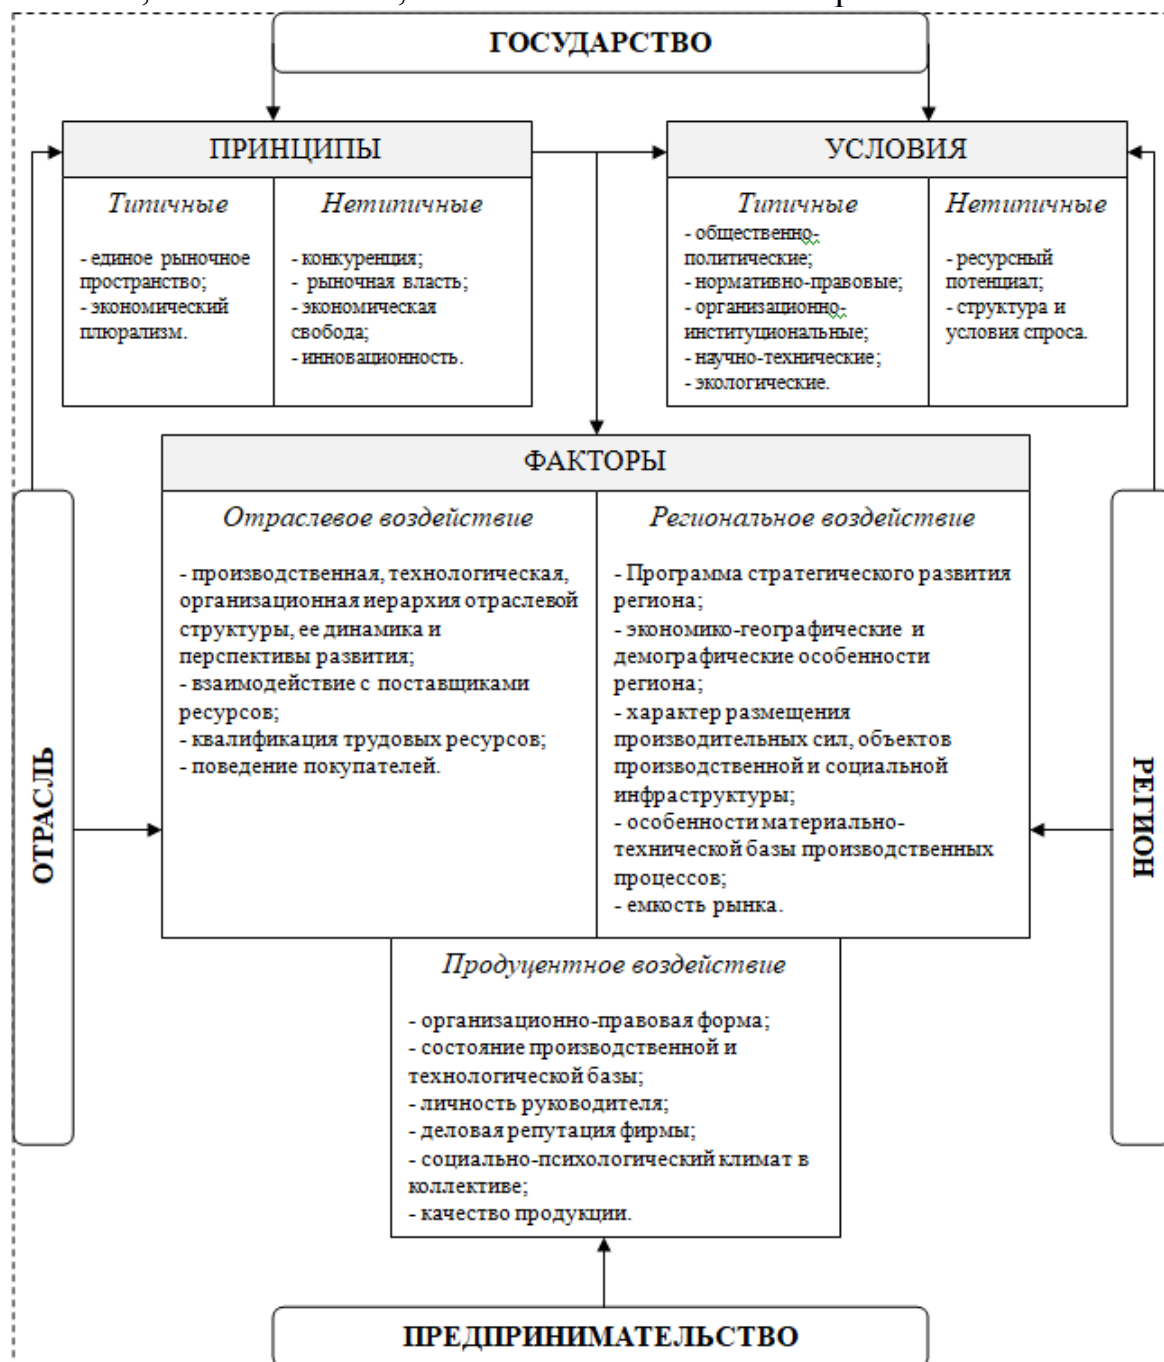 ГОСУДАРСТВО
ПРИНЦИПЫ
Типичные
- единое рыночное
пространство;
- экономический
плюрализм.
Нетипичные
- конкуренция;
- рыночная власть;
- экономическая
свобода;
- инновационность.
УСЛОВИЯ
Типичные
- общественно-
политические;
- нормативно-правовые;
- организационно-
институциональные;
- научно-технические;
- экологические.
Нетипичные
- ресурсный
потенциал;
- структура и
условия спроса.
ФАКТОРЫ
Отраслевое воздействие
- производственная, технологическая,
организационная иерархия отраслевой
структуры, ее динамика и
перспективы развития;
- взаимодействие с поставщиками
ресурсов;
- квалификация трудовых ресурсов;
- поведение покупателей.
Региональное воздействие
- Программа стратегического развития
региона;
- экономико-географические и
демографические особенности
региона;
- характер размещения
производительных сил, объектов
производственной и социальной
инфраструктуры;
- особенности материально-
технической базы производственных
процессов;
- емкость рынка.
ОТРАСЛЬ
РЕГИОН
Продуцентное воздействие
- организационно-правовая форма;
- состояние производственной и
технологической базы;
- личность руководителя;
- деловая репутация фирмы;
- социально-психологический климат в
коллективе;
- качество продукции.
ПРЕДПРИНИМАТЕЛЬСТВО